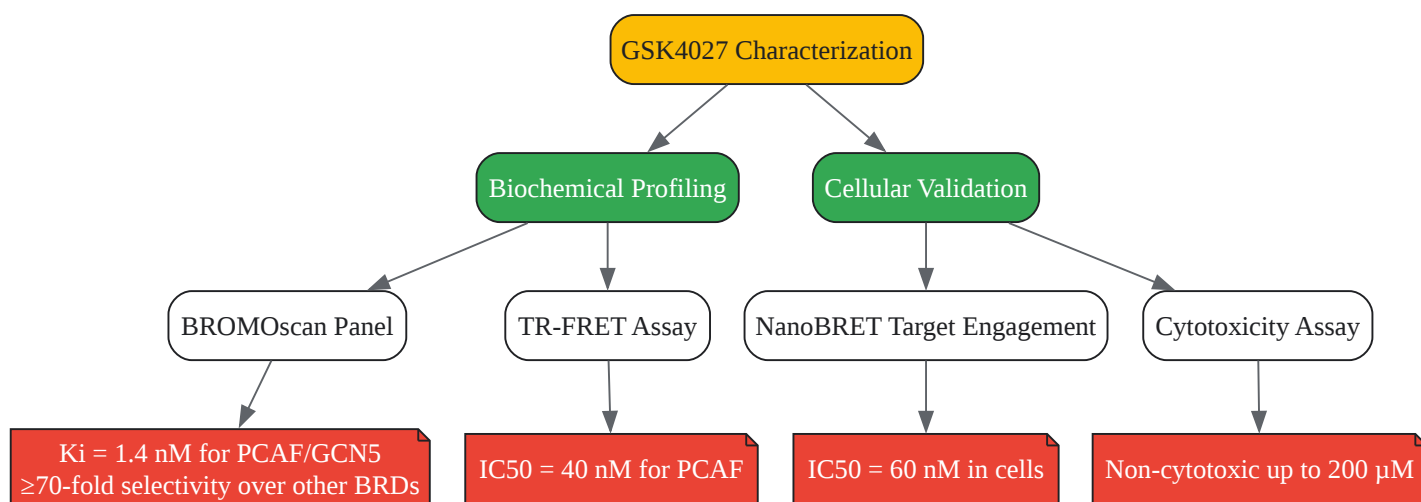 GSK4027 Characterization
Biochemical Profiling
Cellular Validation
BROMOscan Panel
TR-FRET Assay
NanoBRET Target Engagement
Cytotoxicity Assay
Ki = 1.4 nM for PCAF/GCN5
≥70-fold selectivity over other BRDs
IC50 = 40 nM for PCAF
IC50 = 60 nM in cells
Non-cytotoxic up to 200 µM